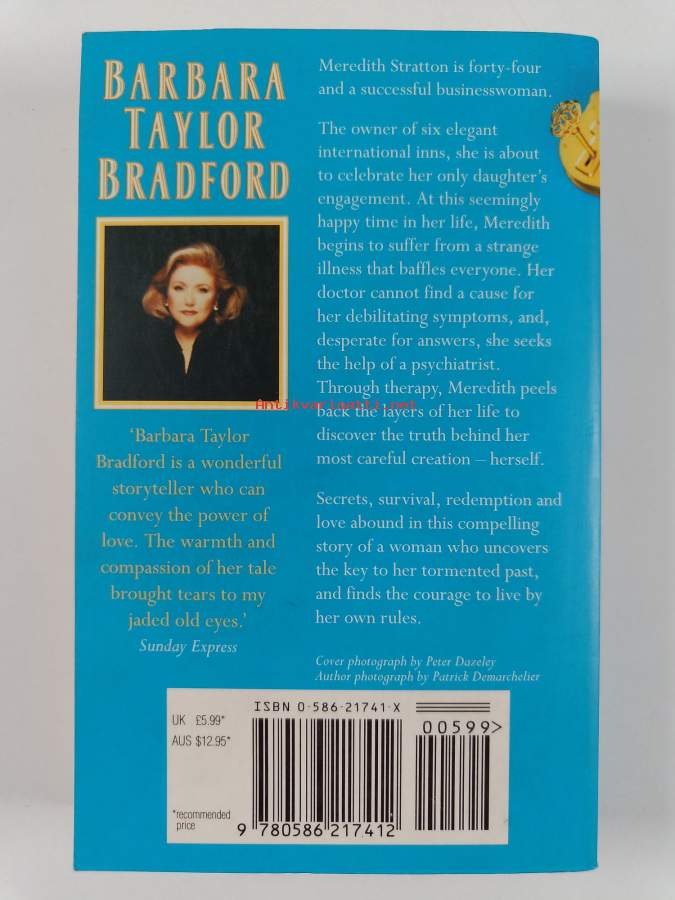 BARBARA
TAYLOR
BRADFORD
'Barbara Taylor
Bradford is a wonderful
storyteller who can
convey the power of
love. The warmth and
compassion of her tale
brought tears to my
jaded old eyes.'
Sunday Express
Meredith Stratton is forty-four
and a successful businesswoman.
The owner of six elegant
international inns, she is about
to celebrate her only daughter's
engagement. At this seemingly
happy time in her life, Meredith
begins to suffer from a strange
illness that baffles everyone. Her
doctor cannot find a cause for
her debilitating symptoms, and,
desperate for answers, she seeks
the help of a psychiatrist.
Through therapy, Meredith peels
back the layers of her life to
discover the truth behind her
most careful creation – herself.
Secrets, survival, redemption and
love abound in this compelling
story of a woman who uncovers
the key to her tormented past,
and finds the courage to live by
her own rules.
Cover photograph by Peter Dazeley
Author photograph by Patrick Demarchelier
Antikvariaatti.net
UK £5.99*
AUS $12.95*
*recommended
price
ISBN 0-586-21741-X
00599>
9 780586 217412